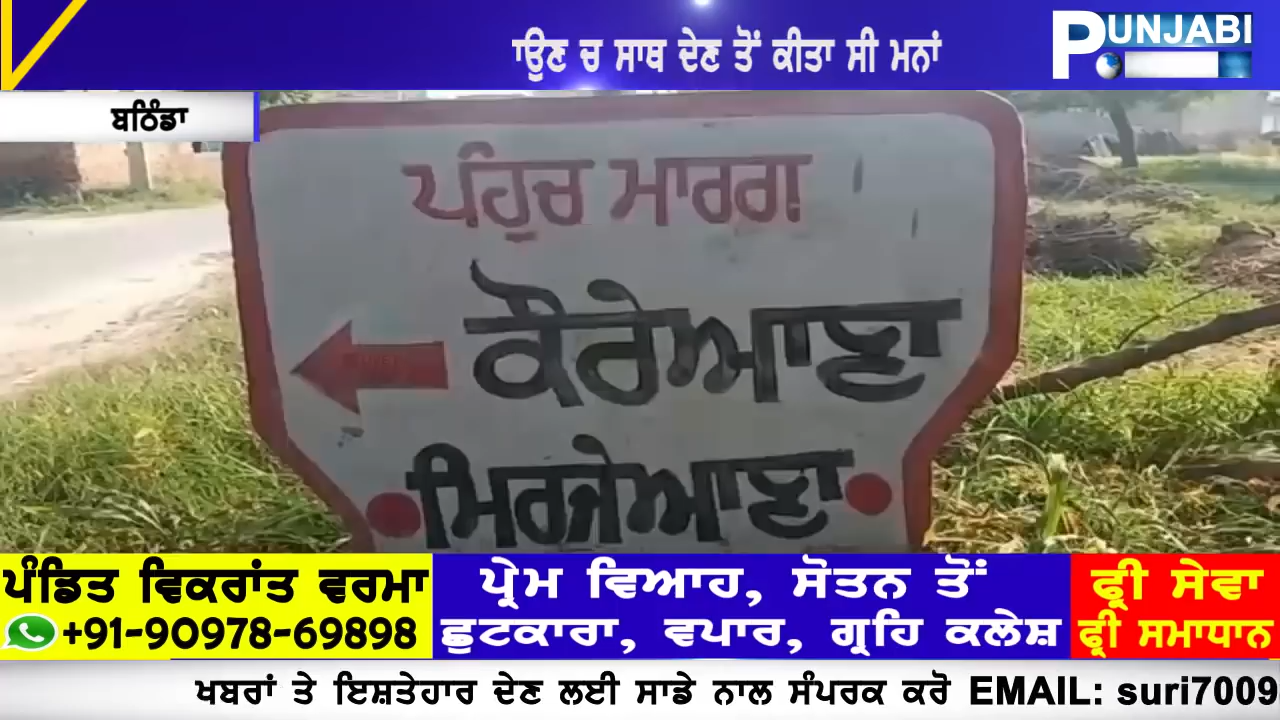 ਾਉਣ ਚ ਸਾਥ ਦੇਣ ਤੋਂ ਕੀਤਾ ਸੀ ਮਨਾਂ
PUNJABI
ਬਠਿੰਡਾ
ਪਹੁੰਚ ਮਾਰਗ
ਕੌਰੇਆਣਾ
ਮਿਰਜੇਆਣਾ
ਪੰਡਿਤ ਵਿਕਰਾਂਤ ਵਰਮਾ
+91-90978-69898
ਪ੍ਰੇਮ ਵਿਆਹ, ਸੋਤਨ ਤੋਂ
ਛੁਟਕਾਰਾ, ਵਪਾਰ, ਗ੍ਰਹਿ ਕਲੇਸ਼
ਫ੍ਰੀ ਸੇਵਾ
ਫ੍ਰੀ ਸਮਾਧਾਨ
ਖਬਰਾਂ ਤੇ ਇਸ਼ਤੇਹਾਰ ਦੇਣ ਲਈ ਸਾਡੇ ਨਾਲ ਸੰਪਰਕ ਕਰੋ EMAIL: suri7009